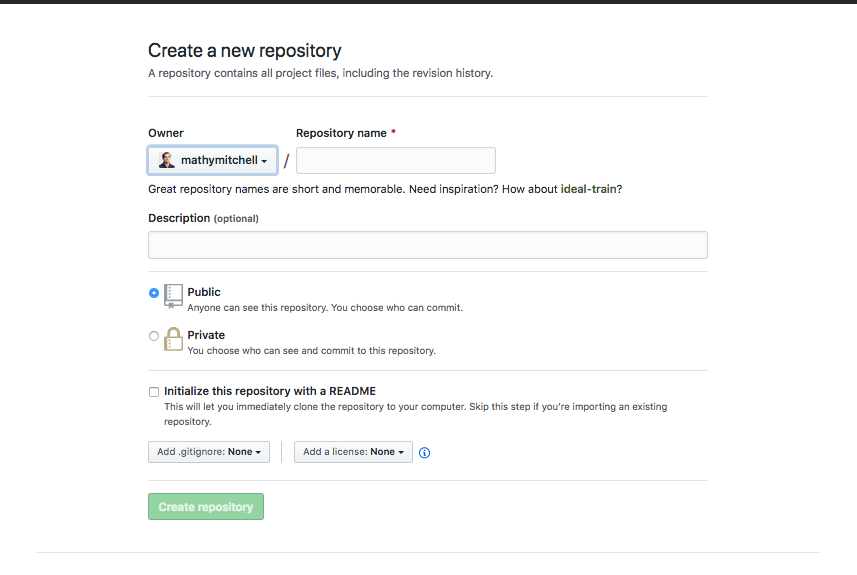 Create a new repository
A repository contains all project files, including the revision history.
Owner
Repository name *
mathymitchell
/
Great repository names are short and memorable. Need inspiration? How about ideal-train?
Description (optional)
Public
Anyone can see this repository. You choose who can commit.
Private
You choose who can see and commit to this repository.
Initialize this repository with a README
This will let you immediately clone the repository to your computer. Skip this step if you're importing an existing
repository.
Add .gitignore: None
Add a license: None
Create repository